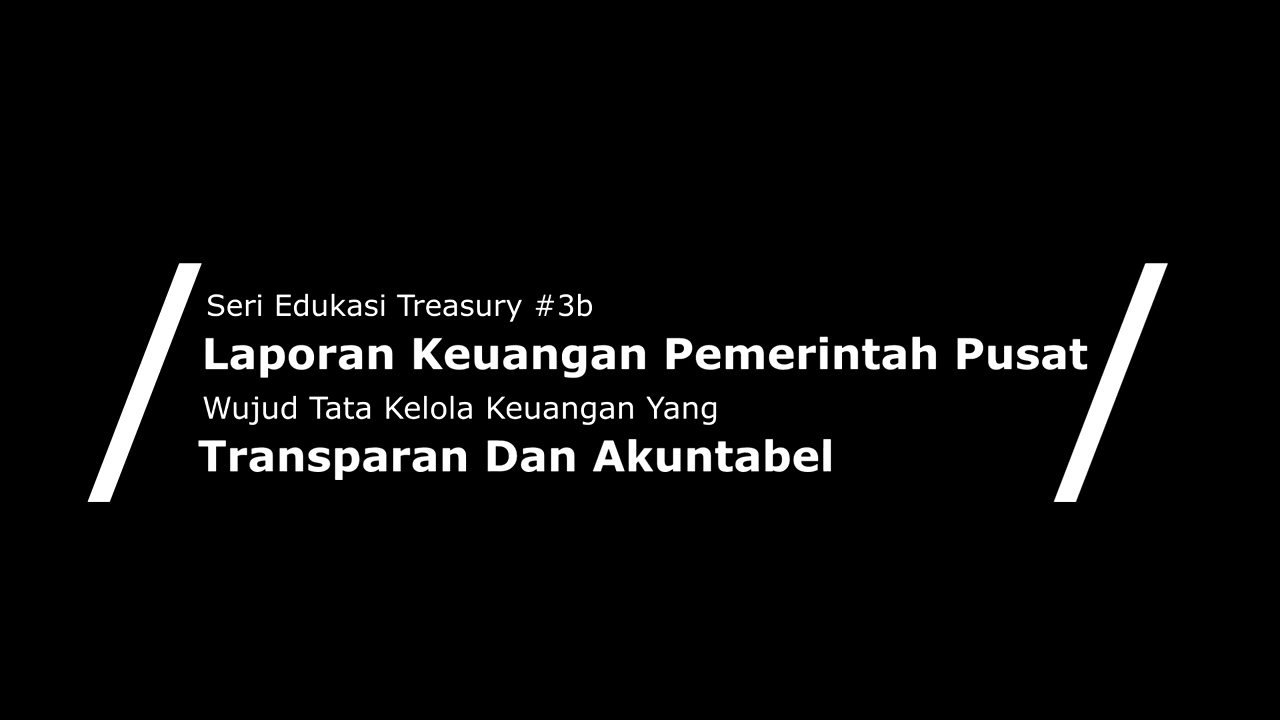 Seri Edukasi Treasury #3b
Laporan Keuangan Pemerintah Pusat
Wujud Tata Kelola Keuangan Yang
Transparan Dan Akuntabel